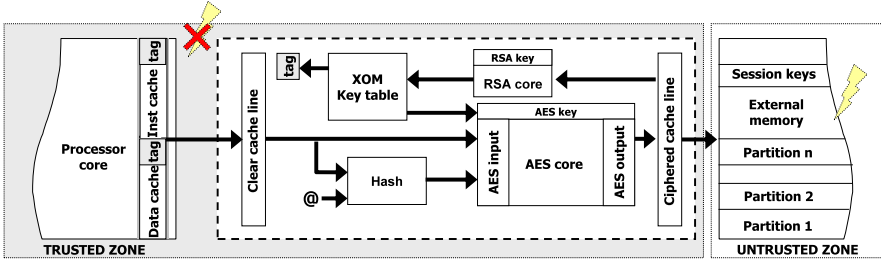 Processor
core
Data cache
tag
Inst cache
tag
TRUSTED ZONE
Clear cache line
tag
XOM
Key table
RSA key
RSA core
@
Hash
AES key
AES input
AES core
AES output
Ciphered cache line
Session keys
External
memory
Partition n
Partition 2
Partition 1
UNTRUSTED ZONE